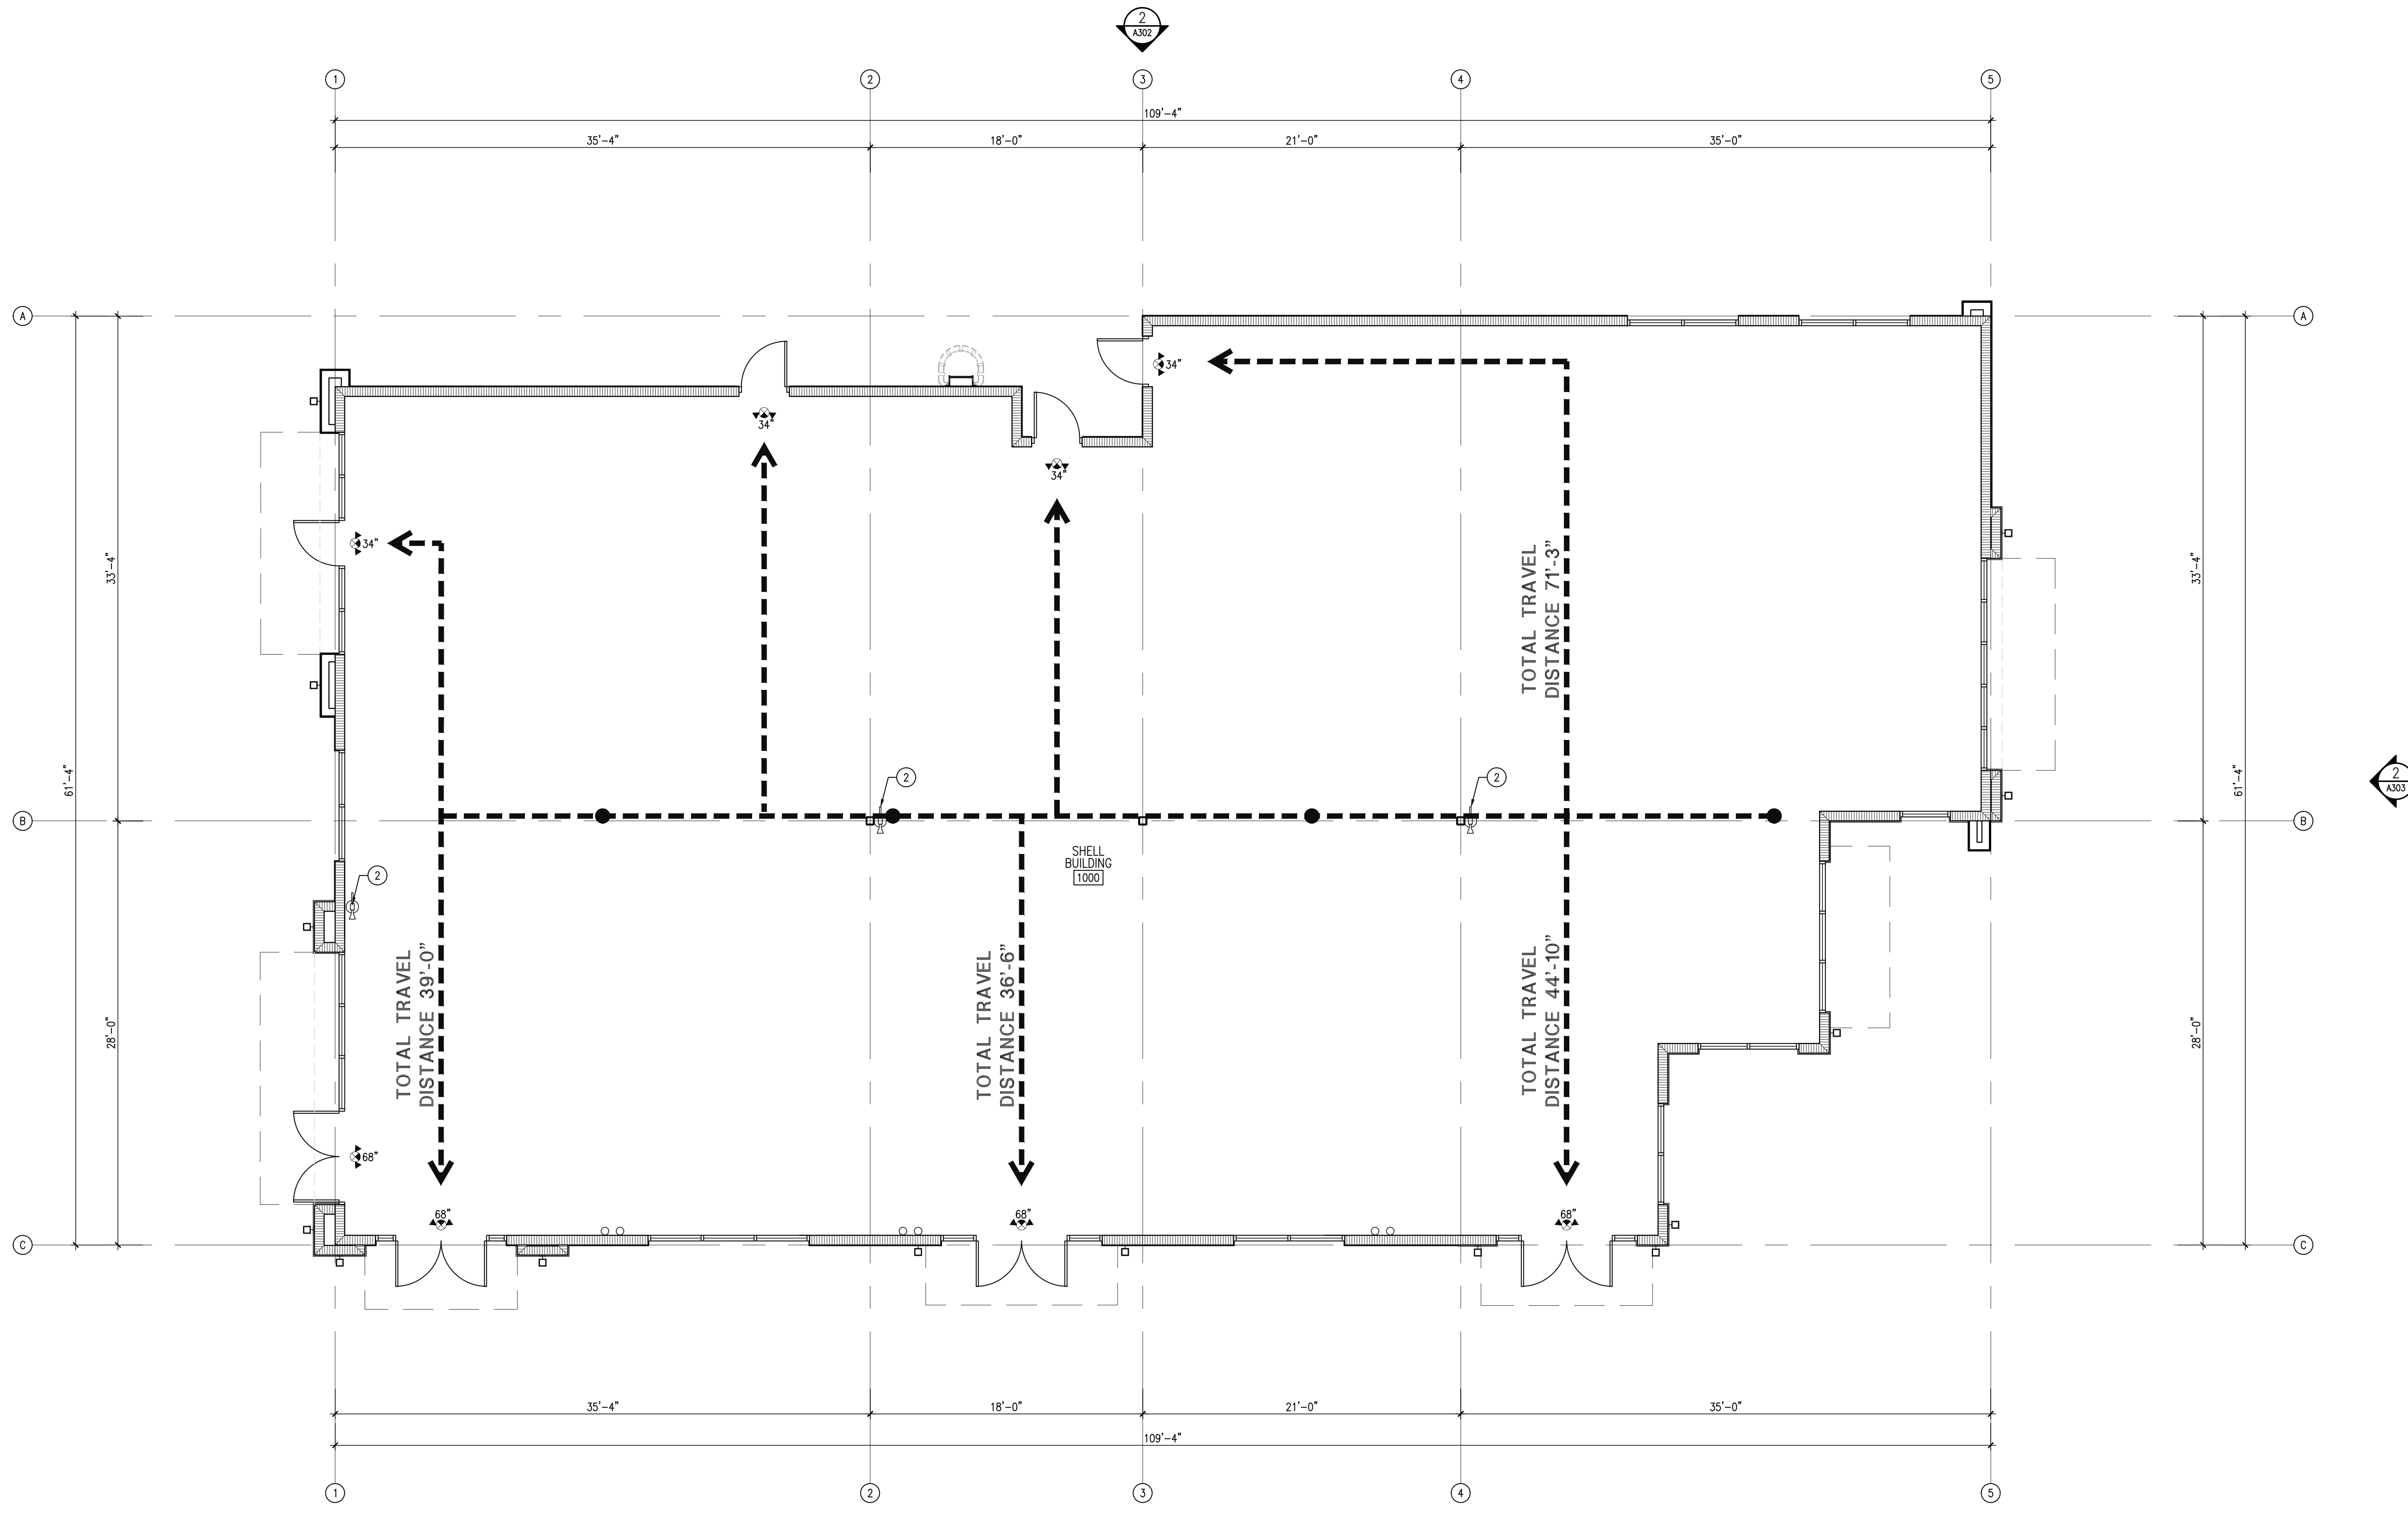 2
A302
1
2
3
4
5
109'-4"
35'-4"
18'-0"
21'-0"
35'-0"
A
A
34"
34"
34"
34"
33'-4"
33'-4"
TOTAL TRAVEL
DISTANCE 71'-3"
61'-4"
61'-4"
2
2
2
A303
B
B
SHELL
BUILDING
1000
2
TOTAL TRAVEL
DISTANCE 39'-0"
TOTAL TRAVEL
DISTANCE 36'-6"
TOTAL TRAVEL
DISTANCE 44'-10"
28'-0"
28'-0"
68"
68"
68"
68"
C
C
35'-4"
18'-0"
21'-0"
35'-0"
109'-4"
1
2
3
4
5